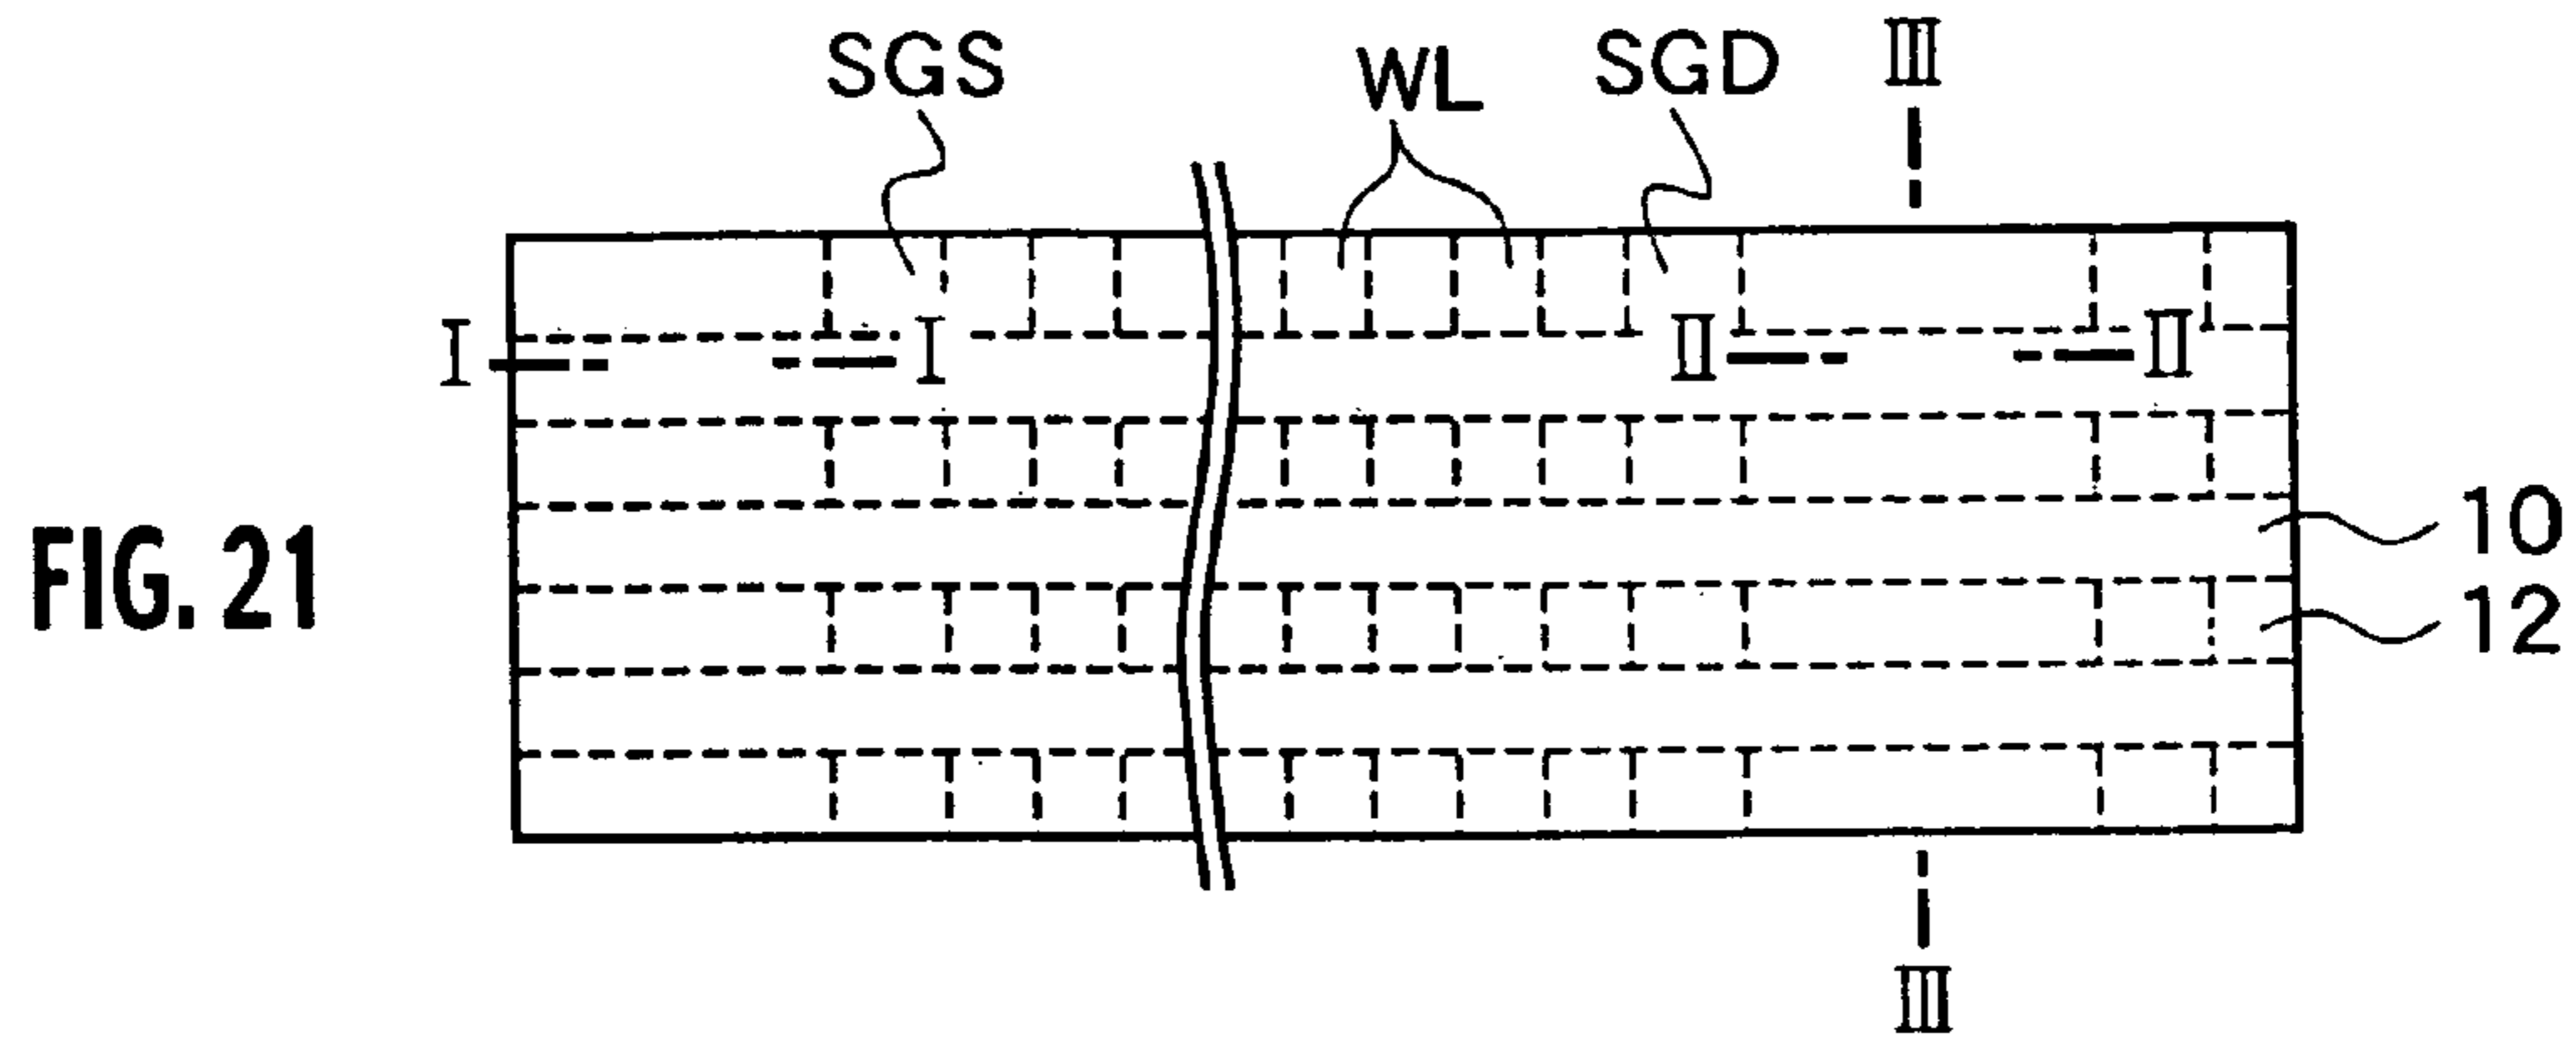 SGS WL SGD Ⅲ
Ⅰ Ⅰ Ⅱ Ⅱ
10
FIG. 21
12
Ⅲ